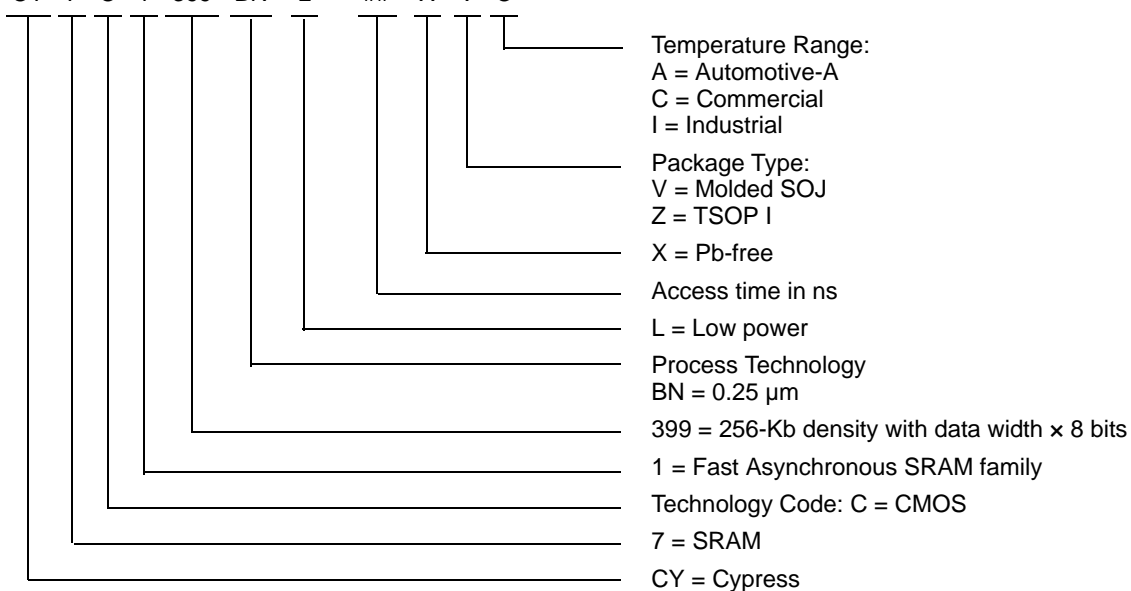 Temperature Range:
A = Automotive-A
C = Commercial
I = Industrial
Package Type:
V = Molded SOJ
Z = TSOP I
X = Pb-free
Access time in ns
L = Low power
Process Technology
BN = 0.25 µm
399 = 256-Kb density with data width × 8 bits
1 = Fast Asynchronous SRAM family
Technology Code: C = CMOS
7 = SRAM
CY = Cypress